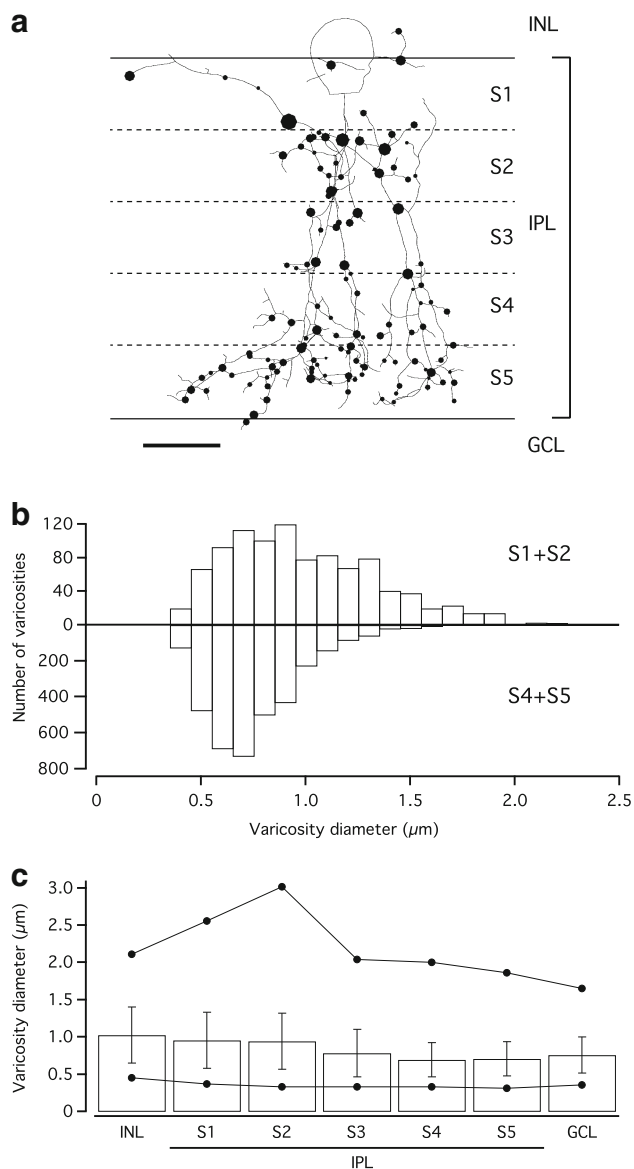 a
INL
S1
S2
S3
IPL
S4
S5
GCL
b
Number of varicosities
120
80
40
0
200
400
600
800
S1+S2
S4+S5
0 0.5 1.0 1.5 2.0 2.5
Varicosity diameter (µm)
c
Varicosity diameter (µm)
3.0
2.5
2.0
1.5
1.0
0.5
0
INL S1 S2 S3 S4 S5 GCL
IPL